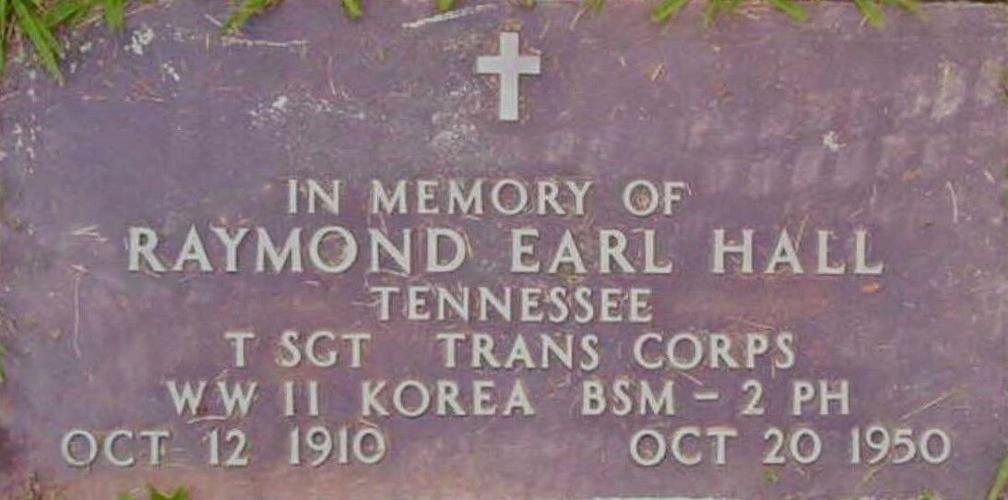 IN MEMORY OF
RAYMOND EARL HALL
TENNESSEE
T SGT TRANS CORPS
WW II KOREA BSM - 2 PH
OCT 12 1910 OCT 20 1950